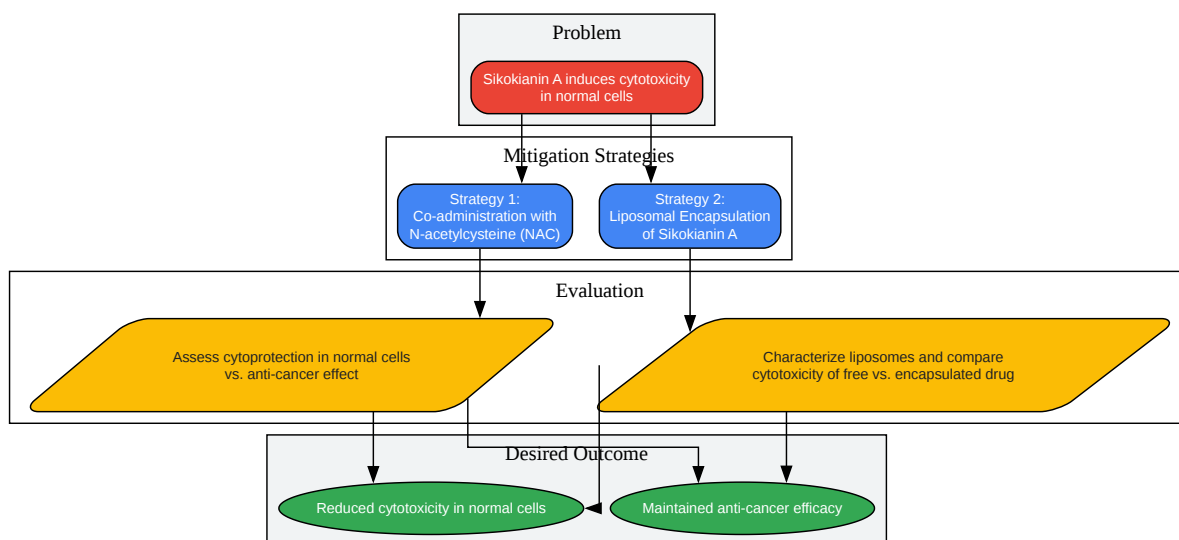 Problem
Sikokianin A induces cytotoxicity
in normal cells
Mitigation Strategies
Strategy 1:
Co-administration with
N-acetylcysteine (NAC)
Strategy 2:
Liposomal Encapsulation
of Sikokianin A
Evaluation
Assess cytoprotection in normal cells
vs. anti-cancer effect
Characterize liposomes and compare
cytotoxicity of free vs. encapsulated drug
Desired Outcome
Reduced cytotoxicity in normal cells
Maintained anti-cancer efficacy